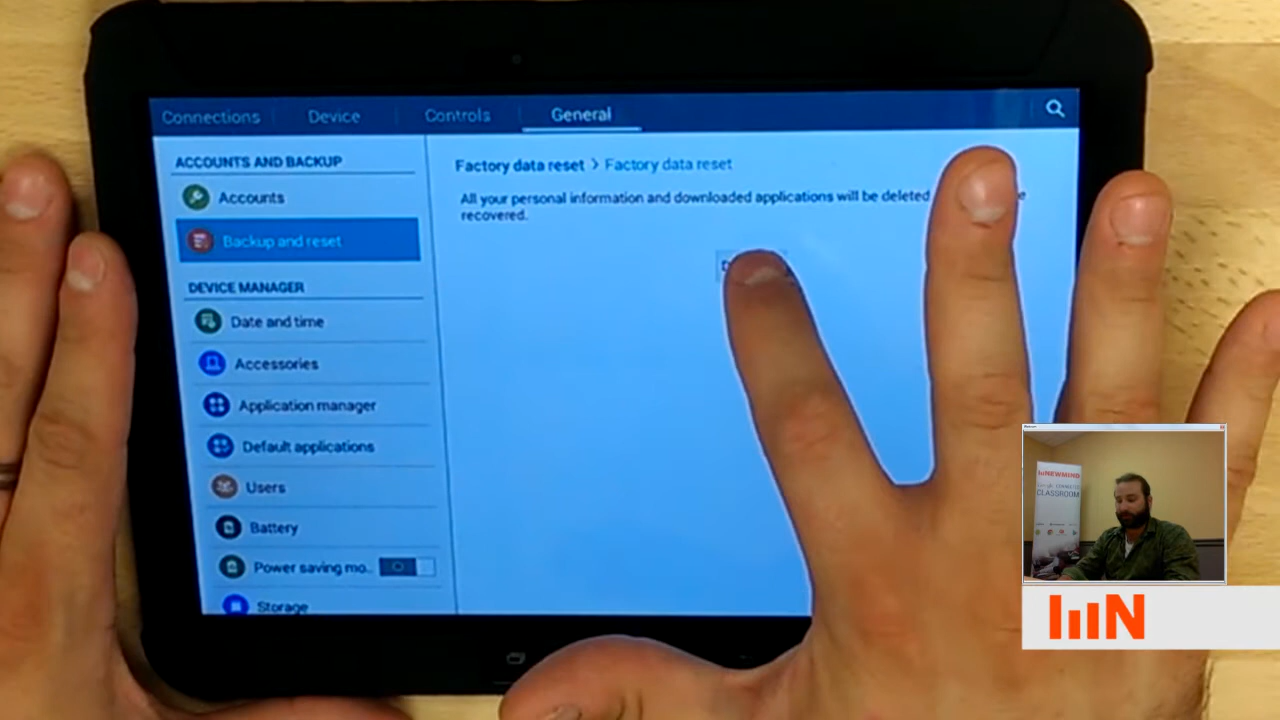 Connections Device Controls General
ACCOUNTS AND BACKUP
Accounts
Backup and reset
DEVICE MANAGER
Date and time
Accessories
Application manager
Default applications
Users
Battery
Power saving mo..
Storage
Factory data reset > Factory data reset
All your personal information and downloaded applications will be deleted
recovered.
NEWMIND
CLASSROOM
N